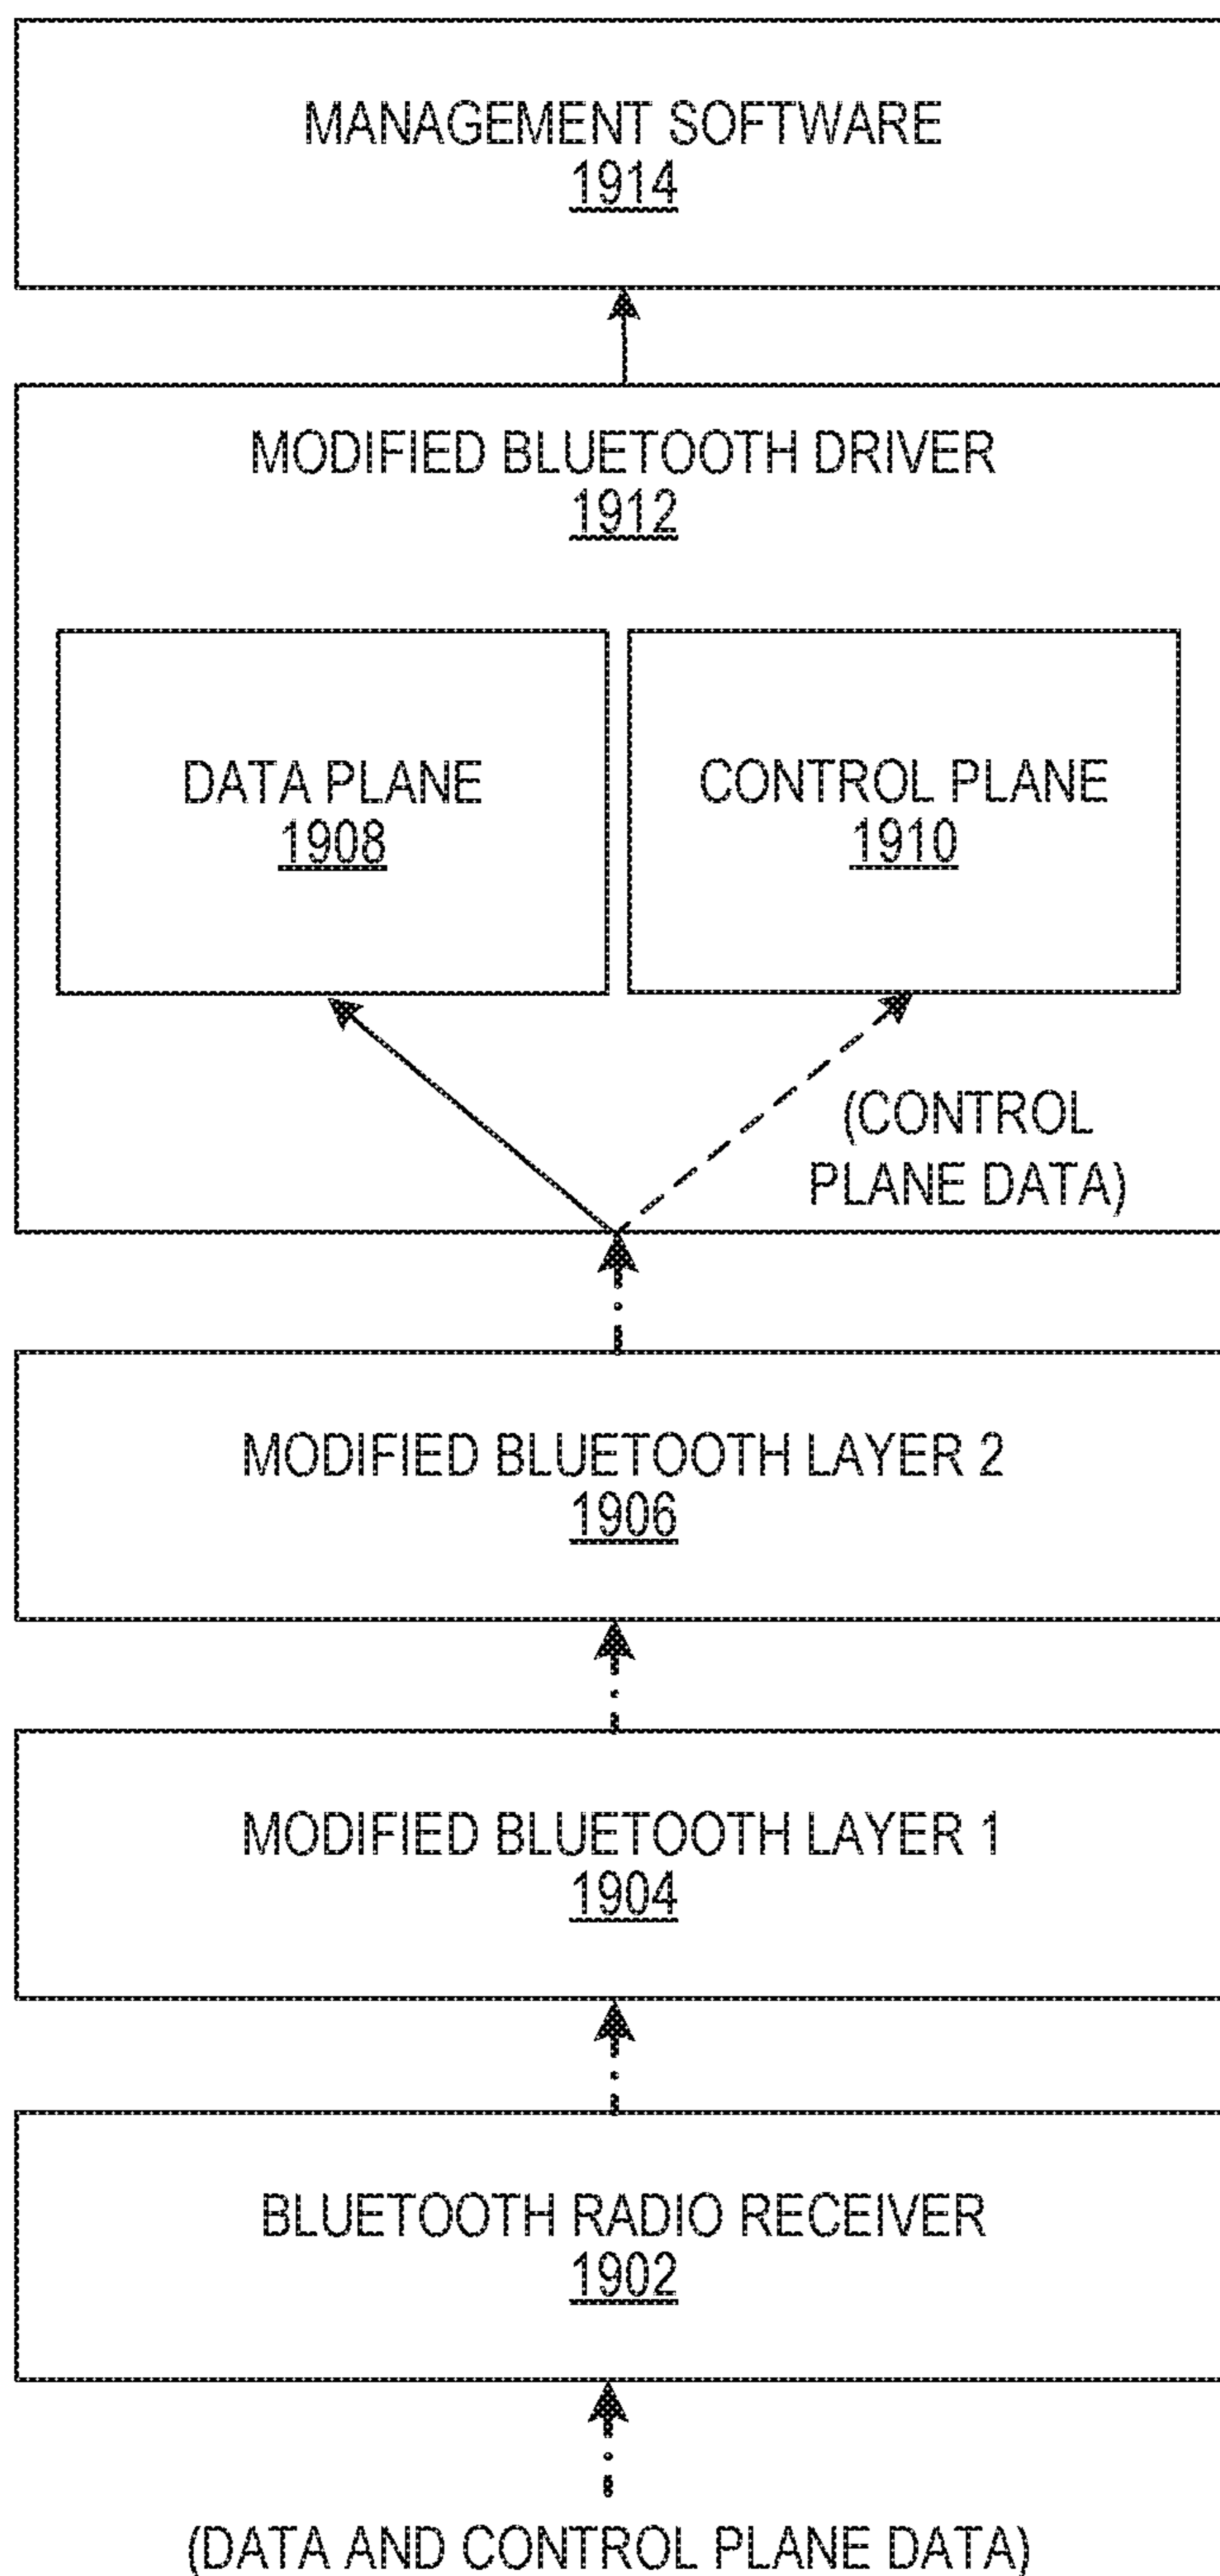 MANAGEMENT SOFTWARE
1914
MODIFIED BLUETOOTH DRIVER
1912
DATA PLANE
1908
CONTROL PLANE
1910
(CONTROL
PLANE DATA)
MODIFIED BLUETOOTH LAYER 2
1906
MODIFIED BLUETOOTH LAYER 1
1904
BLUETOOTH RADIO RECEIVER
1902
(DATA AND CONTROL PLANE DATA)